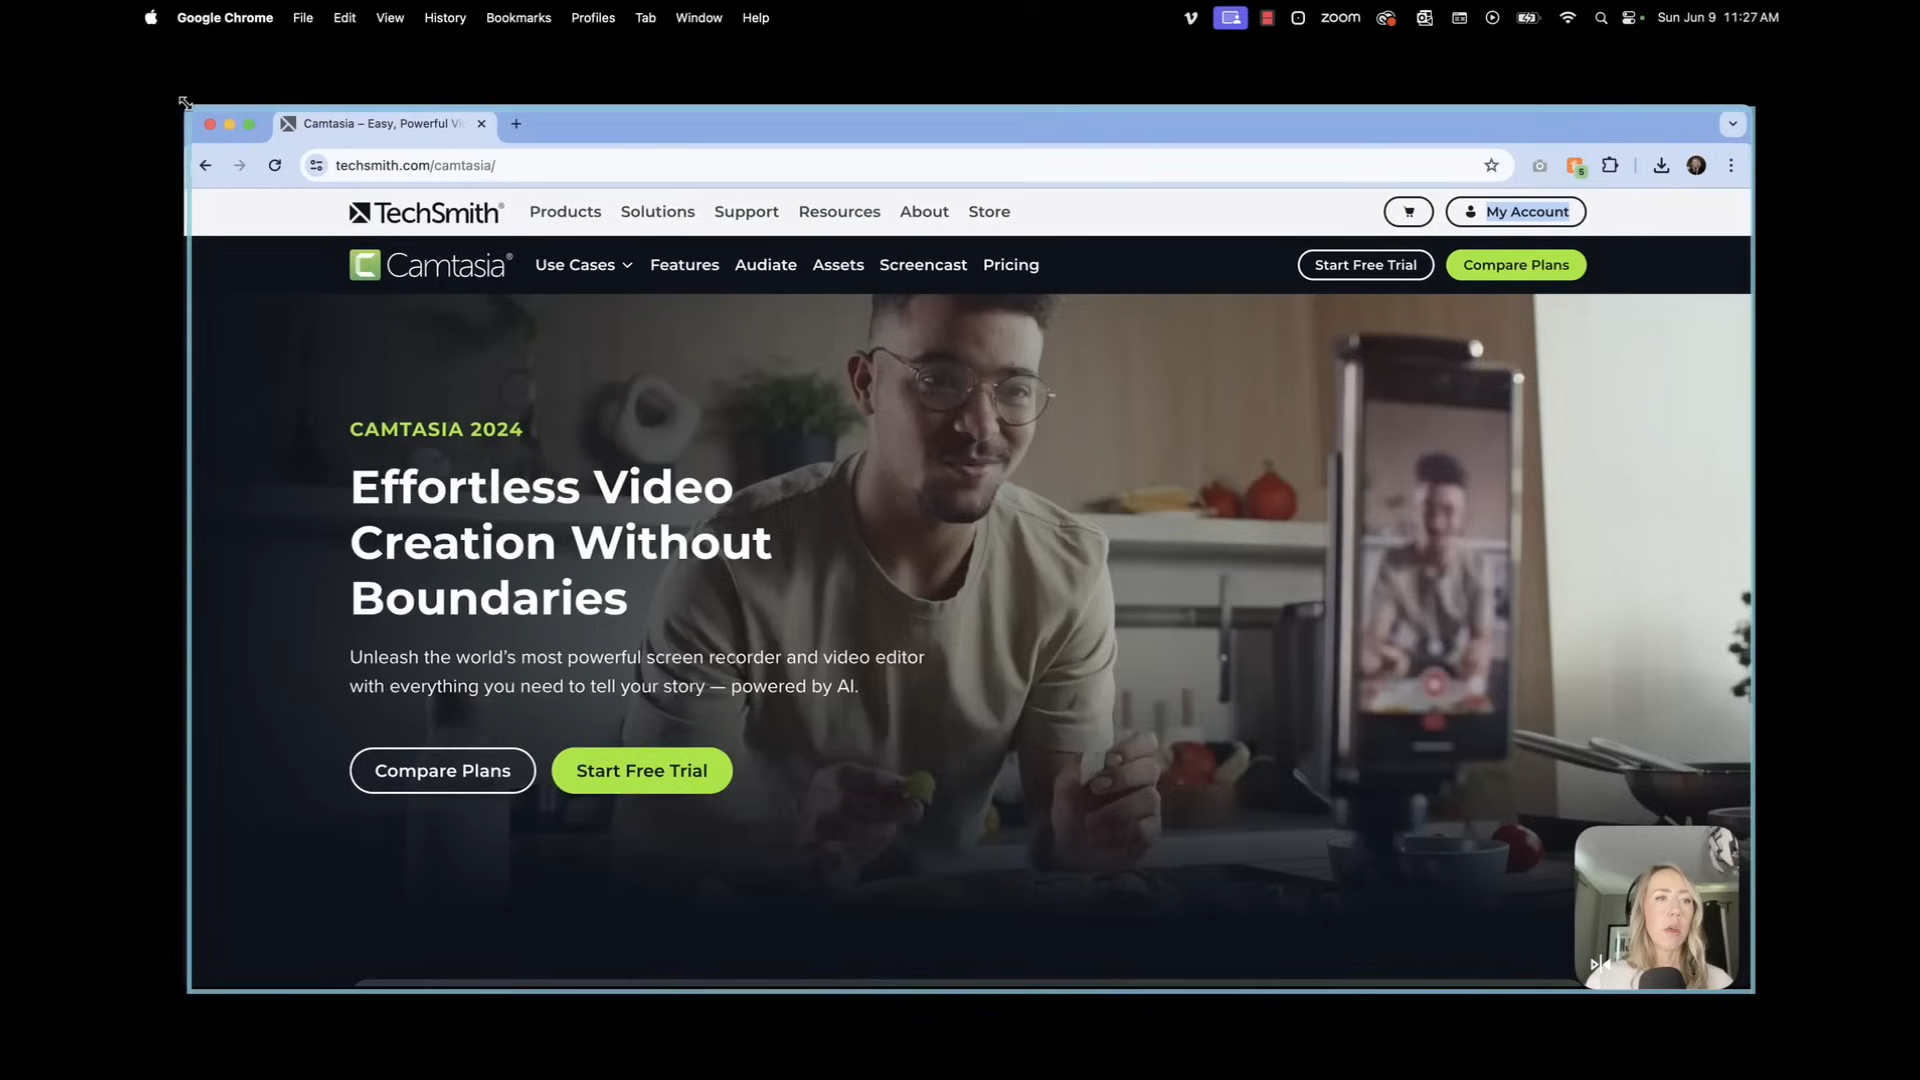 Google Chrome File Edit View History Bookmarks Profiles Tab Window Help zoom Sun Jun 9 11:27 AM
Camtasia – Easy, Powerful Vi
techsmith.com/camtasia/
5
TechSmith® Products Solutions Support Resources About Store My Account
Camtasia® Use Cases Features Audiate Assets Screencast Pricing Start Free Trial Compare Plans
CAMTASIA 2024
Effortless Video
Creation Without
Boundaries
Unleash the world’s most powerful screen recorder and video editor
with everything you need to tell your story — powered by AI.
Compare Plans Start Free Trial